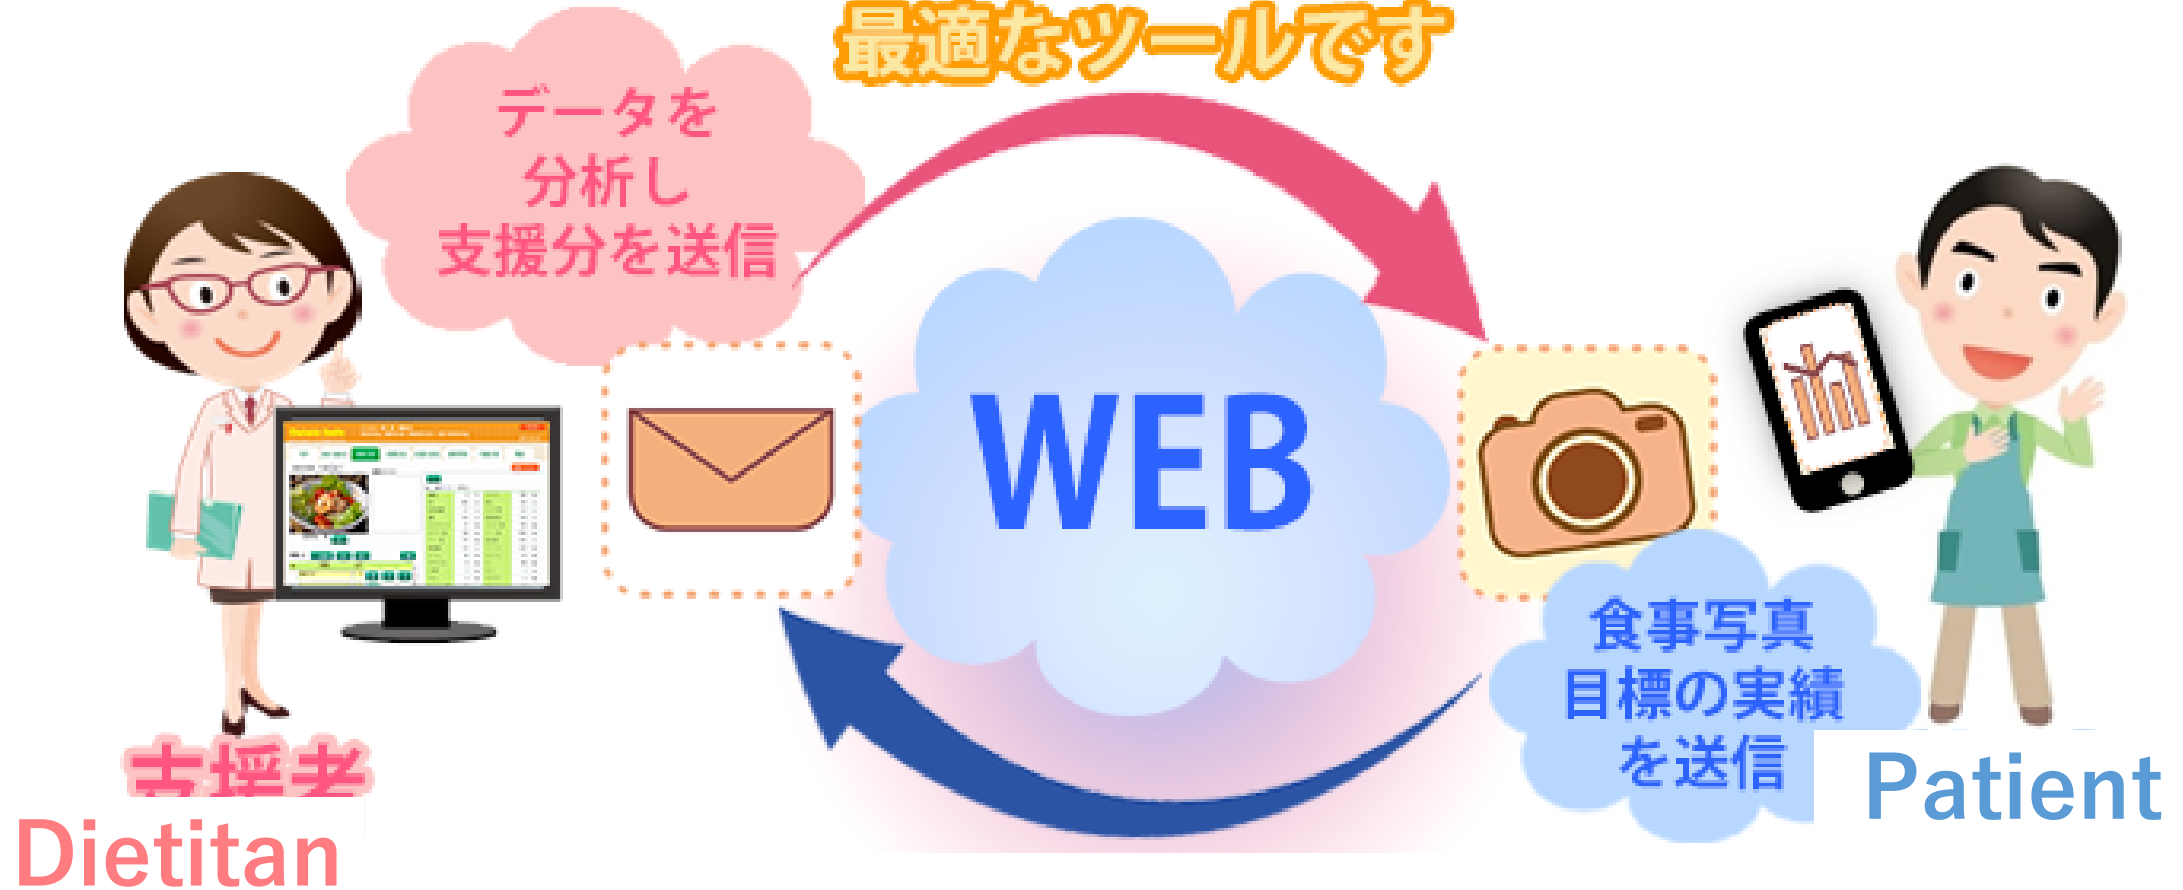 最適なツールです
データを
分析し
支援分を送信
WEB
食事写真
目標の実績
を送信
支援者
Dietitan
Patient